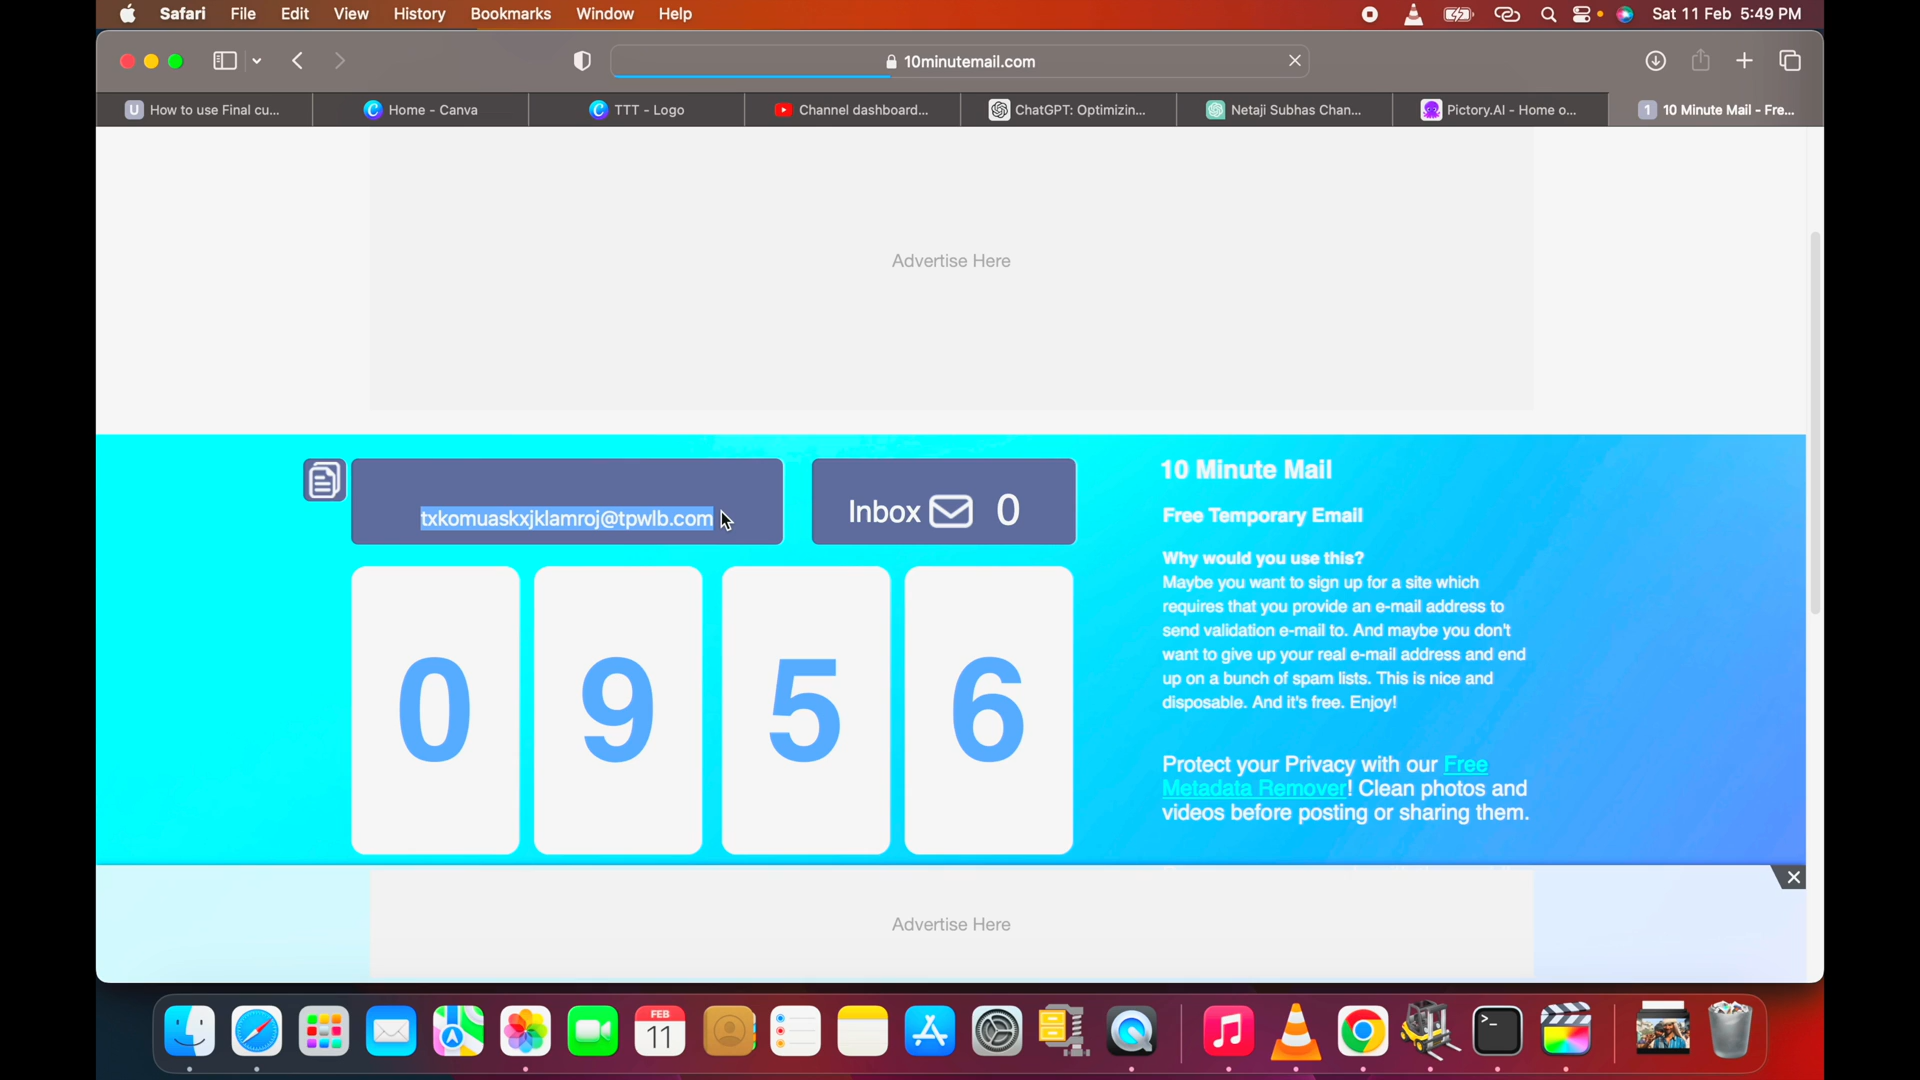 Safari File Edit View History Bookmarks Window Help Sat 11 Feb 5:49 PM
10minutemail.com
U How to use Final cu... Home - Canva TTT - Logo Channel dashboard... ChatGPT: Optimizin... Netaji Subhas Chan... Pictory.AI - Home o... 1 10 Minute Mail - Fre...
Advertise Here
txkomuaskxjklamroj@tpwlb.com
Inbox 0
0 9 5 6
10 Minute Mail
Free Temporary Email
Why would you use this?
Maybe you want to sign up for a site which
requires that you provide an e-mail address to
send validation e-mail to. And maybe you don't
want to give up your real e-mail address and end
up on a bunch of spam lists. This is nice and
disposable. And it's free. Enjoy!
Protect your Privacy with our Free
Metadata Remover! Clean photos and
videos before posting or sharing them.
Advertise Here
FEB
11